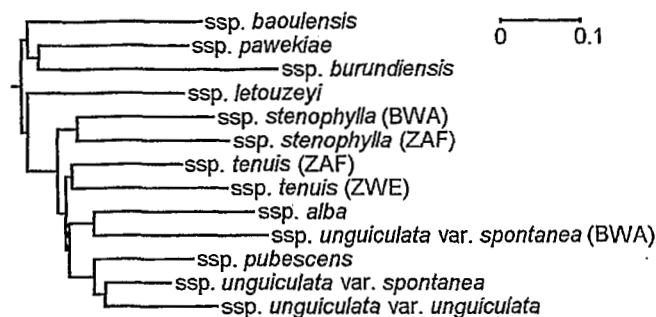 ssp. baoulensis
0 0.1
ssp. pawekiae
ssp. burundiensis
ssp. letouzeyi
ssp. stenophylla (BWA)
ssp. stenophylla (ZAF)
ssp. tenuis (ZAF)
ssp. tenuis (ZWE)
ssp. alba
ssp. unguiculata var. spontanea (BWA)
ssp. pubescens
ssp. unguiculata var. spontanea
ssp. unguiculata var. unguiculata